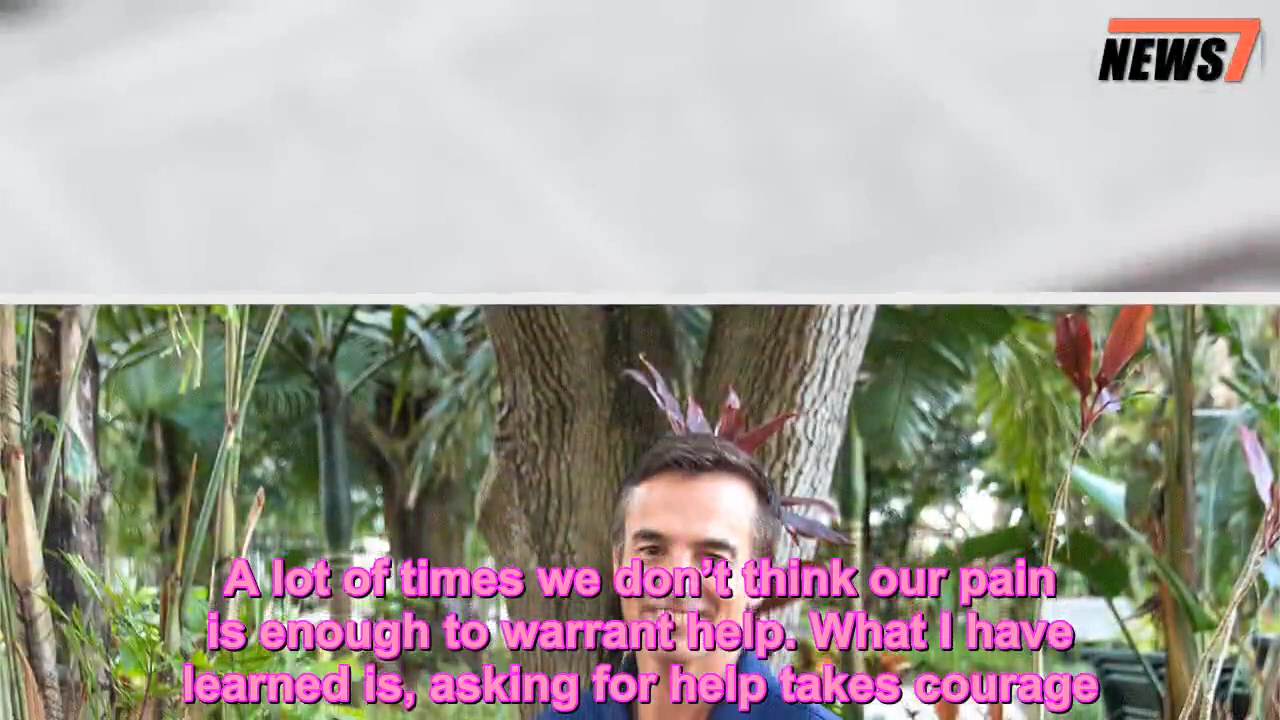 NEWS7
A lot of times we don't think our pain
is enough to warrant help. What I have
learned is, asking for help takes courage